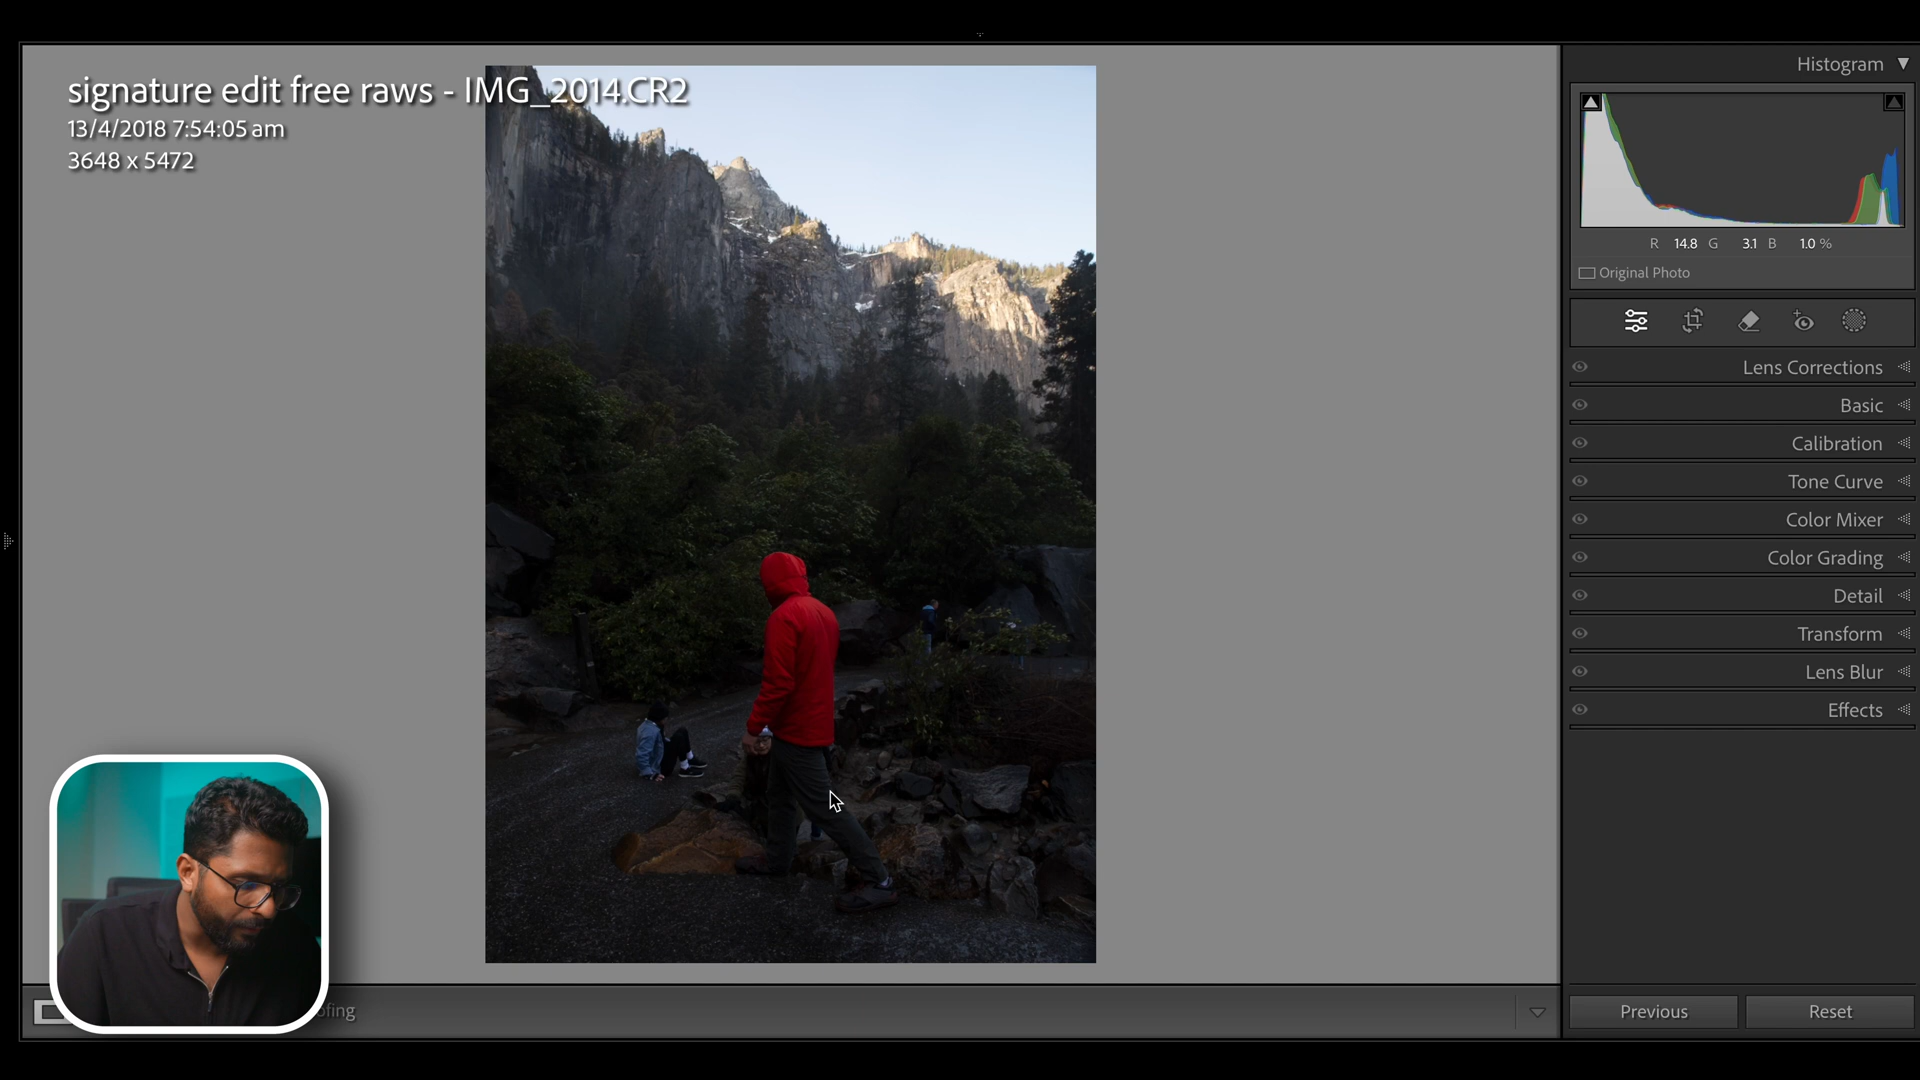 signature edit free raws - IMG_2014.CR2
13/4/2018 7:54:05 am
3648 x 5472
Histogram
R 14.8 G 3.1 B 1.0 %
Original Photo
Lens Corrections
Basic
Calibration
Tone Curve
Color Mixer
Color Grading
Detail
Transform
Lens Blur
Effects
Previous
Reset